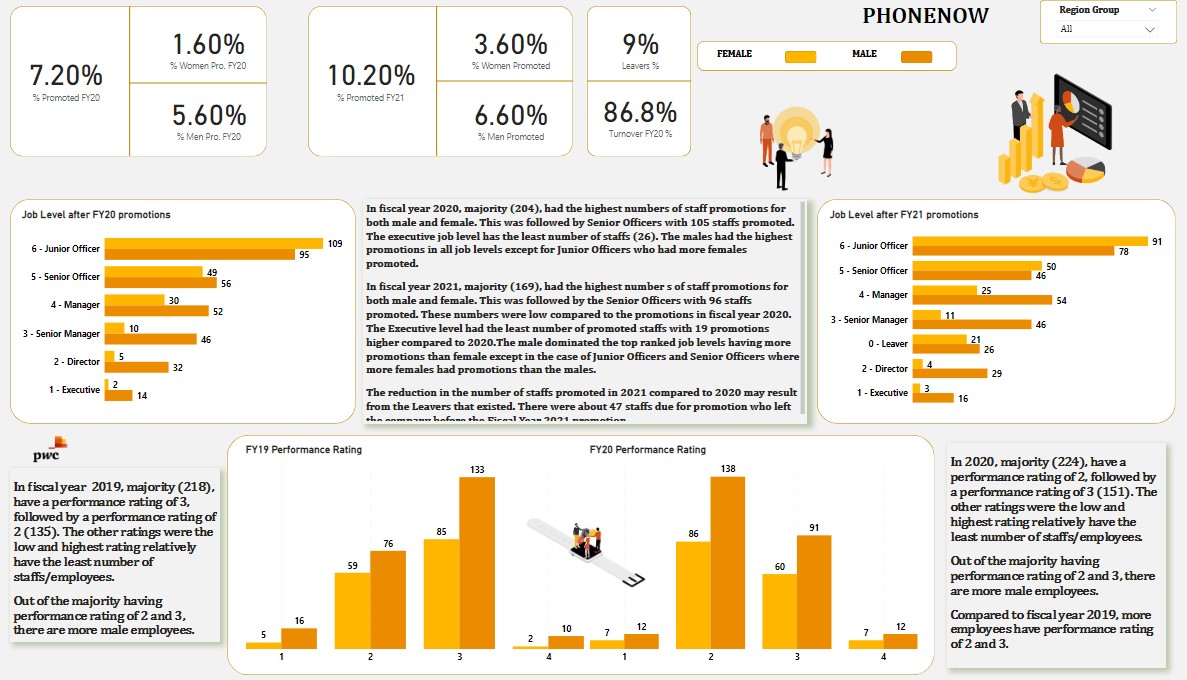 PHONENOW
Region Group
All
7.20%
% Promoted FY20
1.60%
% Women Pro. FY20
5.60%
% Men Pro. FY20
10.20%
% Promoted FY21
3.60%
% Women Promoted
6.60%
% Men Promoted
9%
Leavers %
86.8%
Turnover FY20 %
FEMALE
MALE
Job Level after FY20 promotions
6 - Junior Officer 109
95
5 - Senior Officer 49
56
4 - Manager 30
52
3 - Senior Manager 10
46
2 - Director 5
32
1 - Executive 2
14
In fiscal year 2020, majority (204), had the highest numbers of staff promotions for
both male and female. This was followed by Senior Officers with 105 staffs promoted.
The executive job level has the least number of staffs (26). The males had the highest
promotions in all job levels except for Junior Officers who had more females
promoted.
In fiscal year 2021, majority (169), had the highest number s of staff promotions for
both male and female. This was followed by the Senior Officers with 96 staffs
promoted. These numbers were low compared to the promotions in fiscal year 2020.
The Executive level had the least number of promoted staffs with 19 promotions
higher compared to 2020.The male dominated the top ranked job levels having more
promotions than female except in the case of Junior Officers and Senior Officers where
more females had promotions than the males.
The reduction in the number of staffs promoted in 2021 compared to 2020 may result
from the Leavers that existed. There were about 47 staffs due for promotion who left
the company before the Fiscal Year 2021 promotion.
Job Level after FY21 promotions
6 - Junior Officer 91
78
5 - Senior Officer 50
46
4 - Manager 25
54
3 - Senior Manager 11
46
0 - Leaver 21
26
2 - Director 4
29
1 - Executive 3
16
pwc
In fiscal year 2019, majority (218),
have a performance rating of 3,
followed by a performance rating of
2 (135). The other ratings were the
low and highest rating relatively
have the least number of
staffs/employees.
Out of the majority having
performance rating of 2 and 3,
there are more male employees.
FY19 Performance Rating
5 16
59 76
85 133
2 10
1 2 3 4
FY20 Performance Rating
7 12
86 138
60 91
7 12
1 2 3 4
In 2020, majority (224), have a
performance rating of 2, followed by
a performance rating of 3 (151). The
other ratings were the low and
highest rating relatively have the
least number of staffs/employees.
Out of the majority having
performance rating of 2 and 3, there
are more male employees.
Compared to fiscal year 2019, more
employees have performance rating
of 2 and 3.